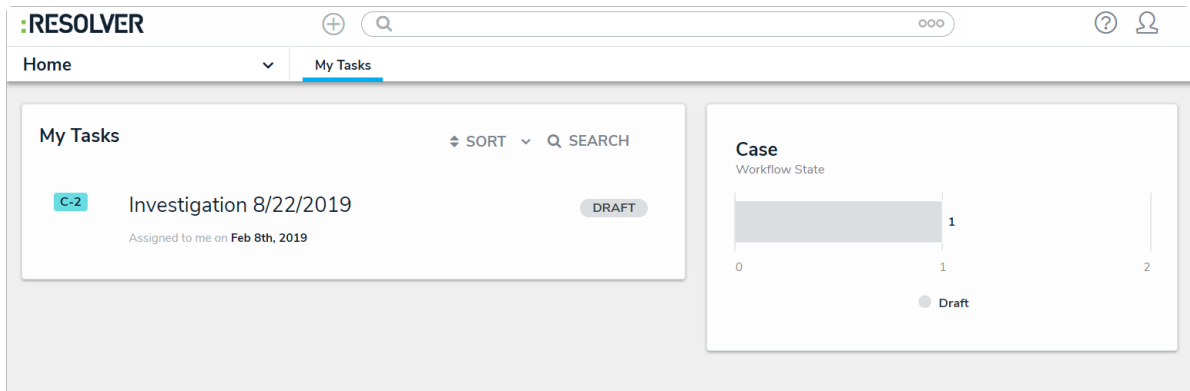 :RESOLVER
Home
My Tasks
My Tasks
SORT
SEARCH
C-2
Investigation 8/22/2019
DRAFT
Assigned to me on Feb 8th, 2019
Case
Workflow State
1
0 1 2
Draft